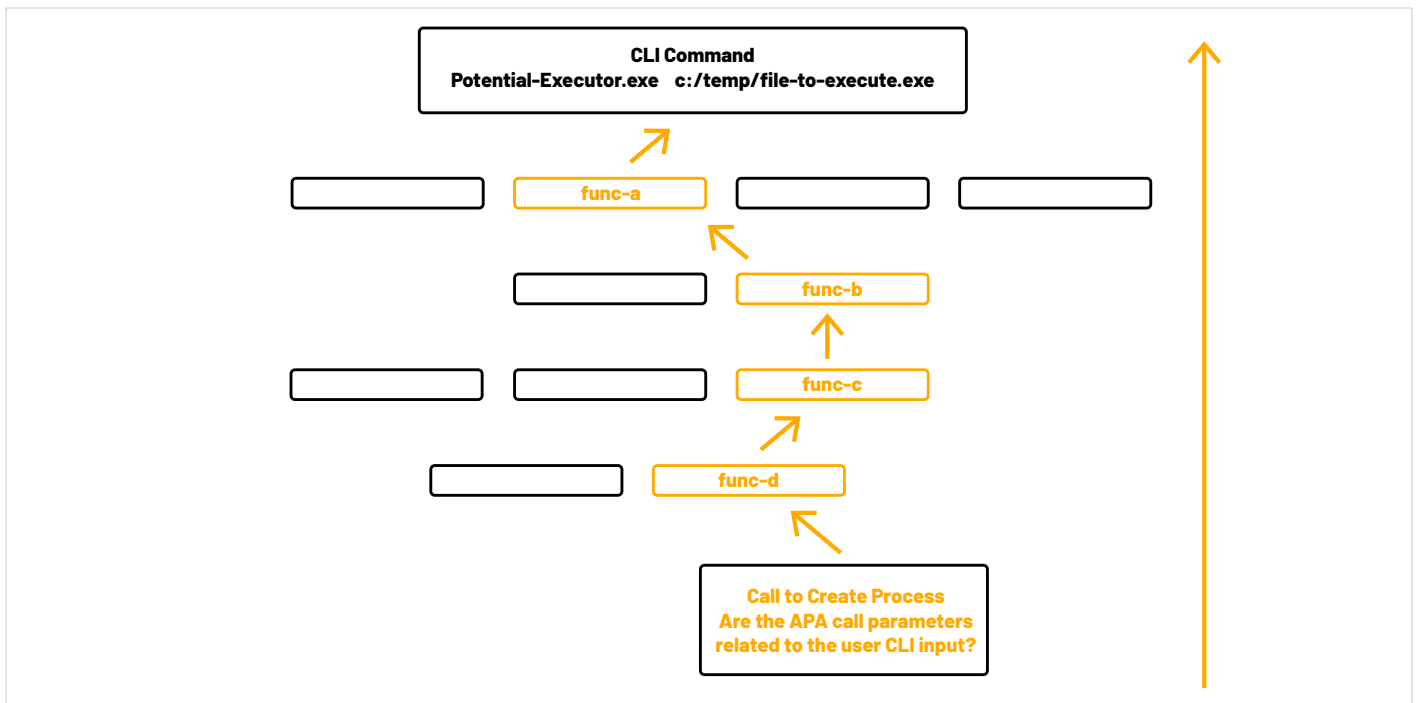 CLI Command
Potential-Executor.exe c:/temp/file-to-execute.exe
func-a
func-b
func-c
func-d
Call to Create Process
Are the APA call parameters
related to the user CLI input?